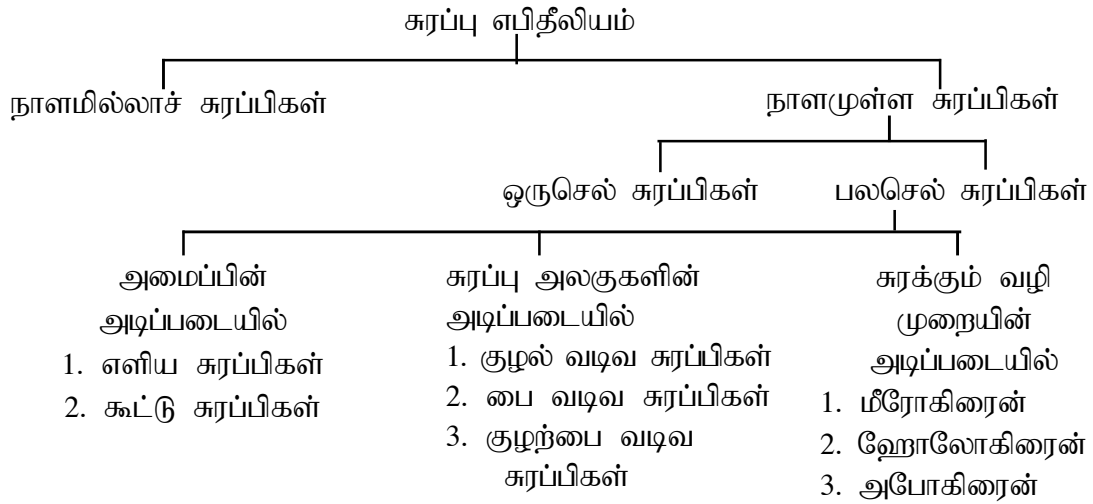 சுரப்பு எபிதீலியம்
நாளமில்லாச் சுரப்பிகள்
நாளமுள்ள சுரப்பிகள்
ஒருசெல் சுரப்பிகள்
பலசெல் சுரப்பிகள்
அமைப்பின்
அடிப்படையில்
1. எளிய சுரப்பிகள்
2. கூட்டு சுரப்பிகள்
சுரப்பு அலகுகளின்
அடிப்படையில்
1. குழல் வடிவ சுரப்பிகள்
2. பை வடிவ சுரப்பிகள்
3. குழற்பை வடிவ
சுரப்பிகள்
சுரக்கும் வழி
முறையின்
அடிப்படையில்
1. மீரோகிரைன்
2. ஹோலோகிரைன்
3. அபோகிரைன்